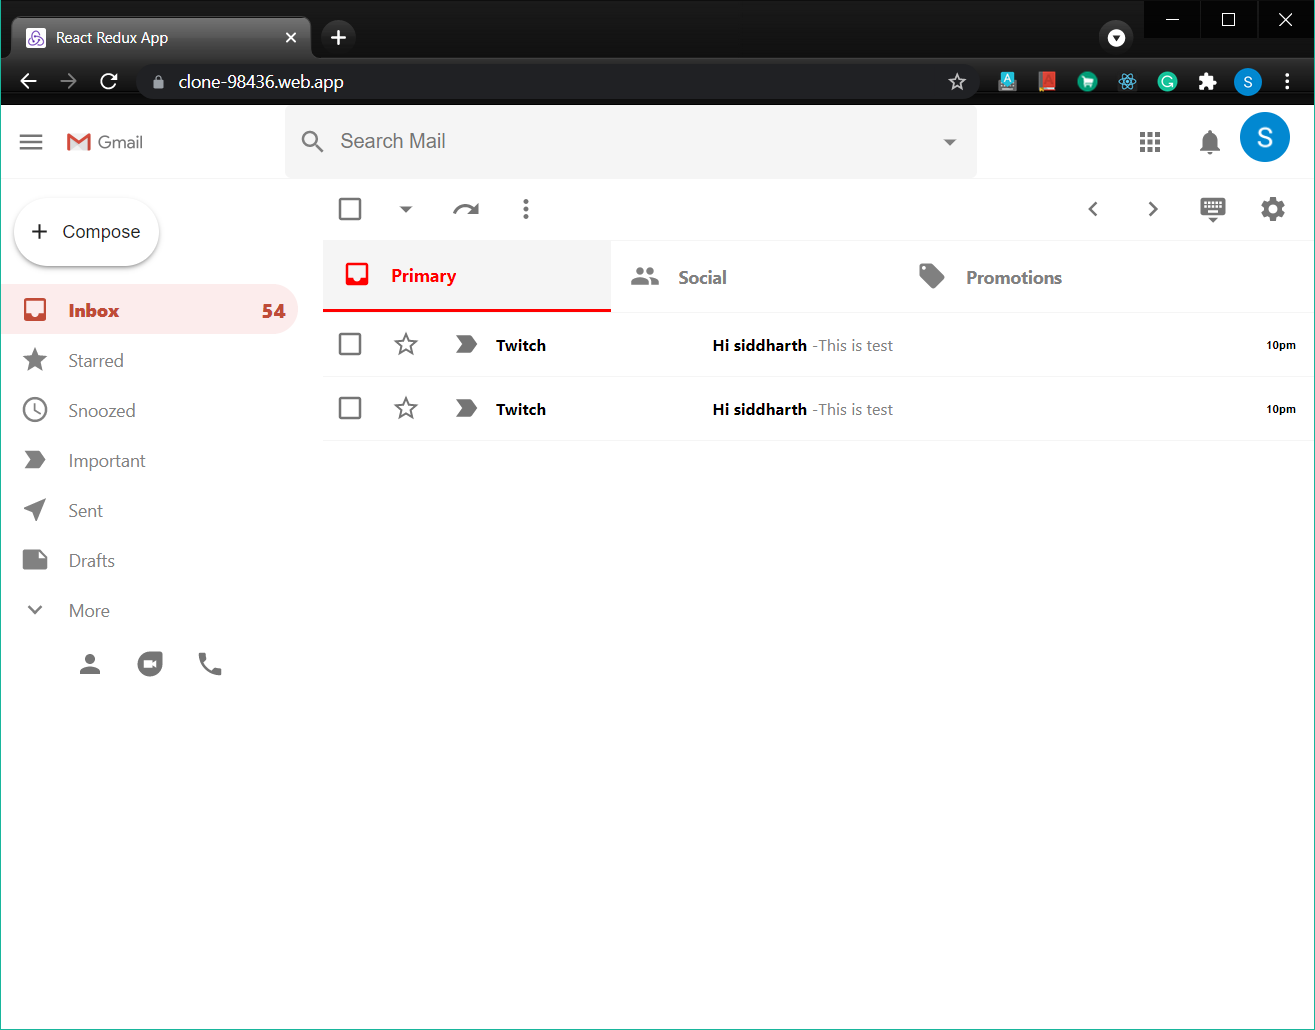 React Redux App
clone-98436.web.app
S
Gmail
Search Mail
S
Compose
Primary
Social
Promotions
Inbox 54
Starred
Snoozed
Important
Sent
Drafts
More
Twitch Hi siddharth -This is test 10pm
Twitch Hi siddharth -This is test 10pm